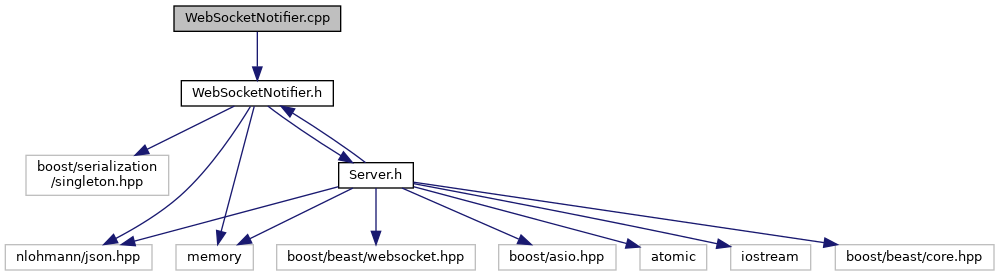 WebSocketNotifier.cpp
WebSocketNotifier.h
boost/serialization
/singleton.hpp
Server.h
nlohmann/json.hpp
memory
boost/beast/websocket.hpp
boost/asio.hpp
atomic
iostream
boost/beast/core.hpp